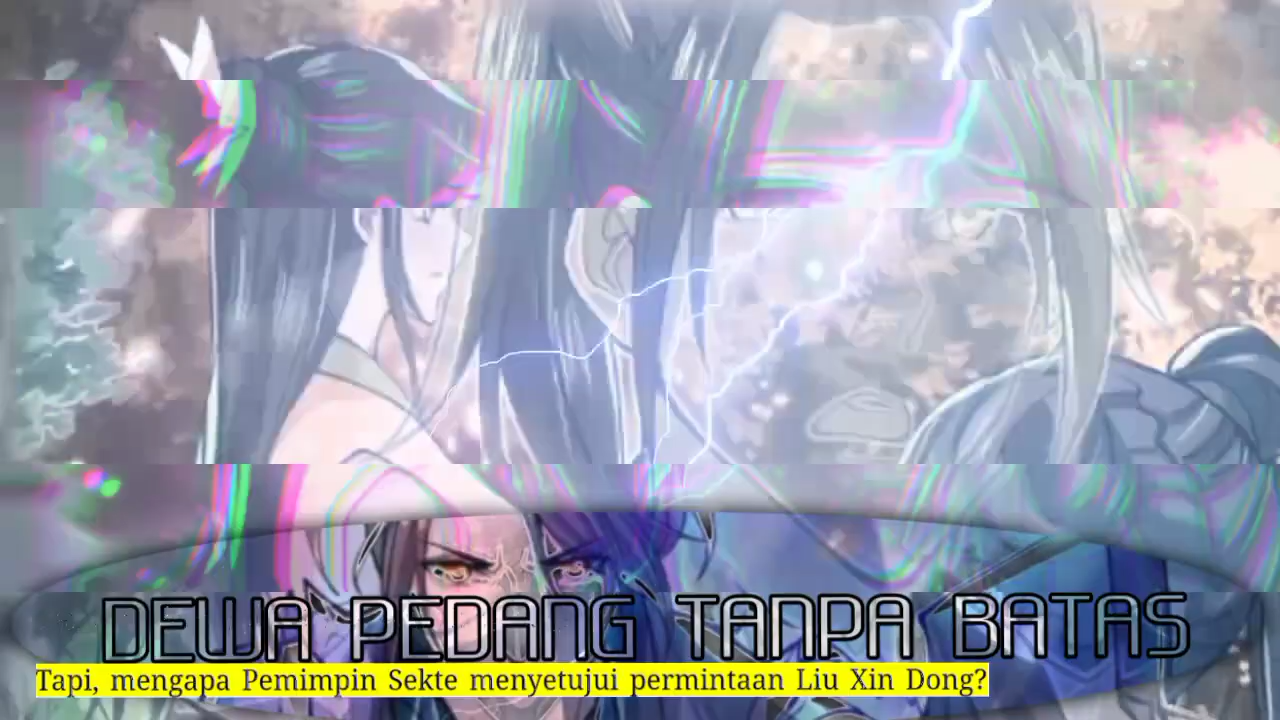 DEWA PEDANG TANPA BATAS
Tapi, mengapa Pemimpin Sekte menyetujui permintaan Liu Xin Dong?